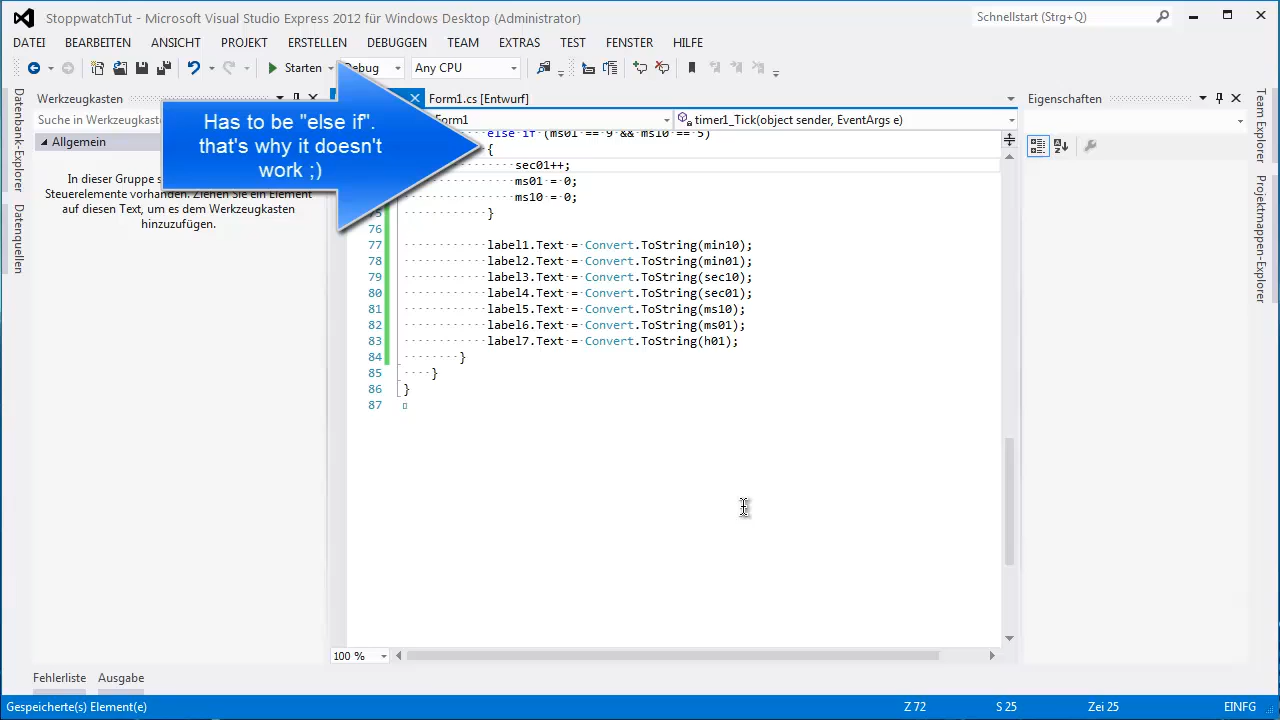 StoppwatchTut - Microsoft Visual Studio Express 2012 für Windows Desktop (Administrator)
Schnellstart (Strg+Q)
DATEI BEARBEITEN ANSICHT PROJEKT ERSTELLEN DEBUGGEN TEAM EXTRAS TEST FENSTER HILFE
Starten Debug Any CPU
Datenbank-Explorer
Datenquellen
Werkzeugkasten
Suche in Werkzeugkaste
Allgemein
In dieser Gruppe s
Steuerelemente vorhanden. Ziehen Sie ein Element
auf diesen Text, um es dem Werkzeugkasten
hinzuzufügen.
Has to be "else if".
that's why it doesn't
work ;)
Form1.cs [Entwurf]
Form1
timer1_Tick(object sender, EventArgs e)
else if (ms01 == 9 && ms10 == 5)
{
sec01++;
ms01 = 0;
ms10 = 0;
75 }
76
77 label1.Text = Convert.ToString(min10);
78 label2.Text = Convert.ToString(min01);
79 label3.Text = Convert.ToString(sec10);
80 label4.Text = Convert.ToString(sec01);
81 label5.Text = Convert.ToString(ms10);
82 label6.Text = Convert.ToString(ms01);
83 label7.Text = Convert.ToString(h01);
84 }
85 }
86 }
87
100 %
Eigenschaften
Team Explorer
Projektmappen-Explorer
Fehlerliste Ausgabe
Gespeicherte(s) Element(e)
Z 72 S 25 Zei 25 EINFG